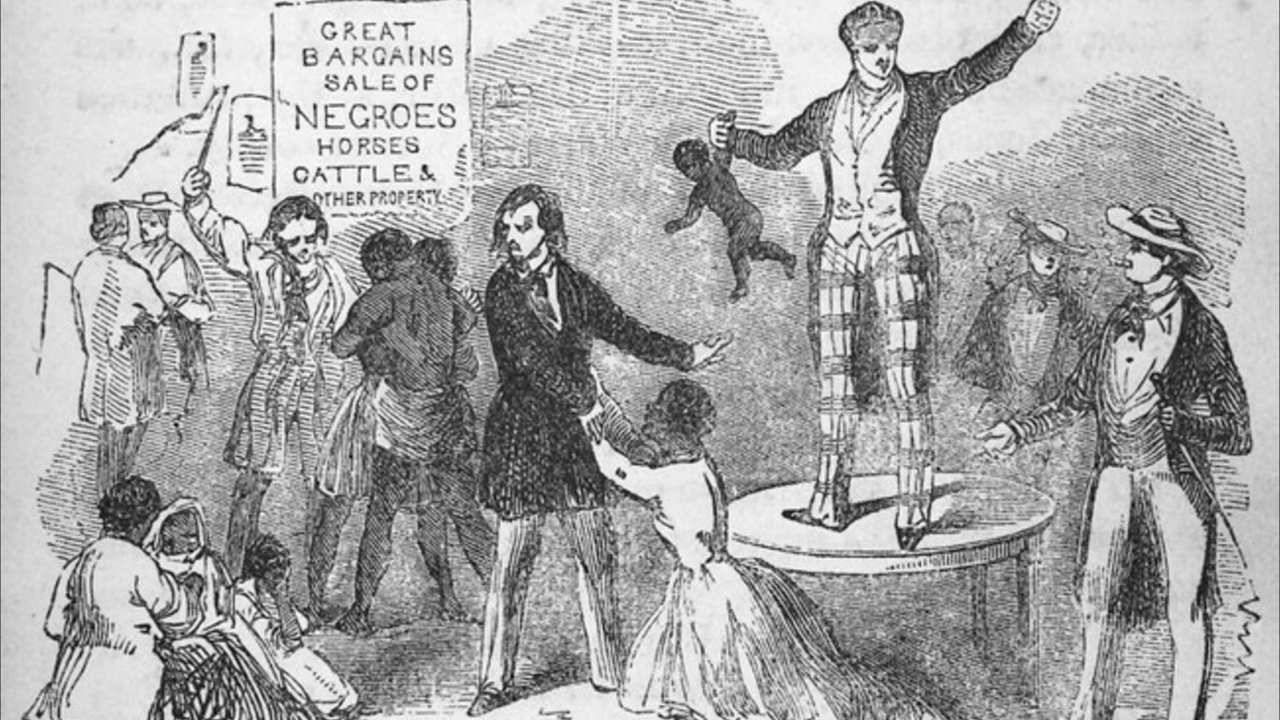 GREAT
BARGAINS
SALE OF
NEGROES
HORSES
CATTLE &
OTHER PROPERTY